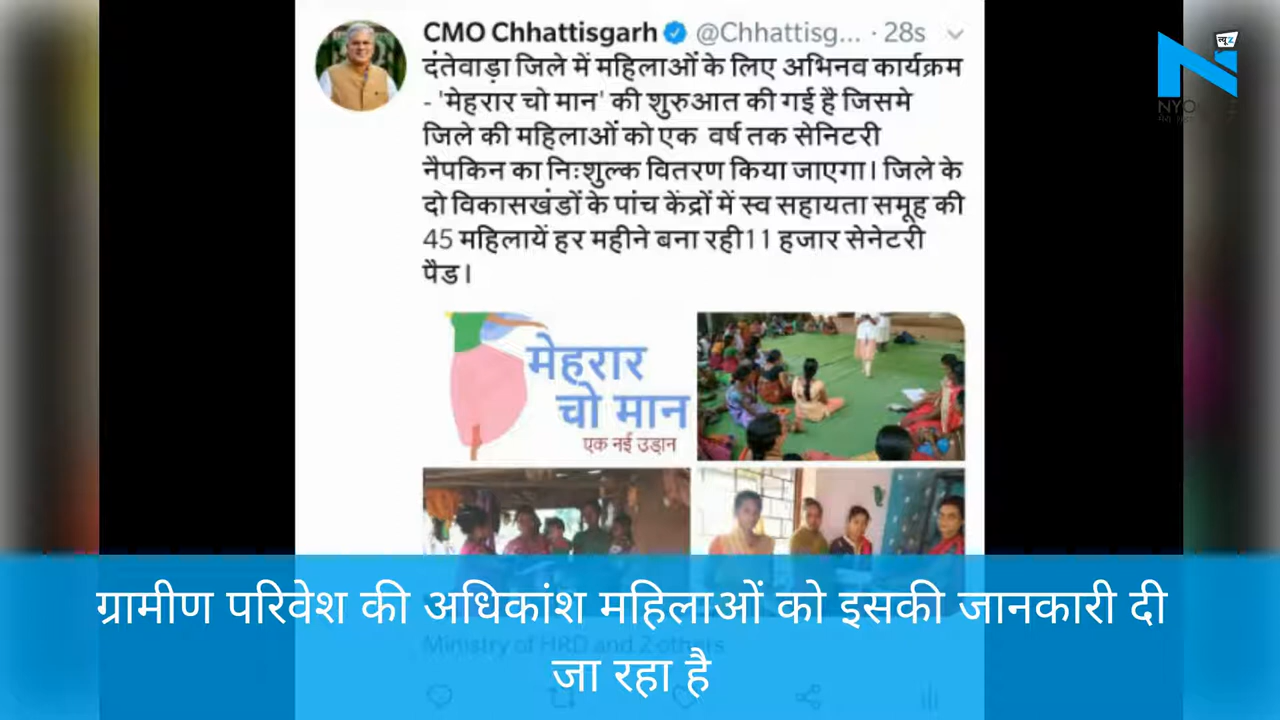 CMO Chhattisgarh @Chhattisg... · 28s
दंतेवाड़ा जिले में महिलाओं के लिए अभिनव कार्यक्रम
- 'मेहरार चो मान' की शुरुआत की गई है जिसमे
जिले की महिलाओं को एक वर्ष तक सेनिटरी
नैपकिन का निःशुल्क वितरण किया जाएगा। जिले के
दो विकासखंडों के पांच केंद्रों में स्व सहायता समूह की
45 महिलायें हर महीने बना रही11 हजार सेनेटरी
पैड।
मेहरार
चो मान
एक नई उड़ान
ग्रामीण परिवेश की अधिकांश महिलाओं को इसकी जानकारी दी
जा रहा है
Ministry of HRD and 2 others
न्यूz